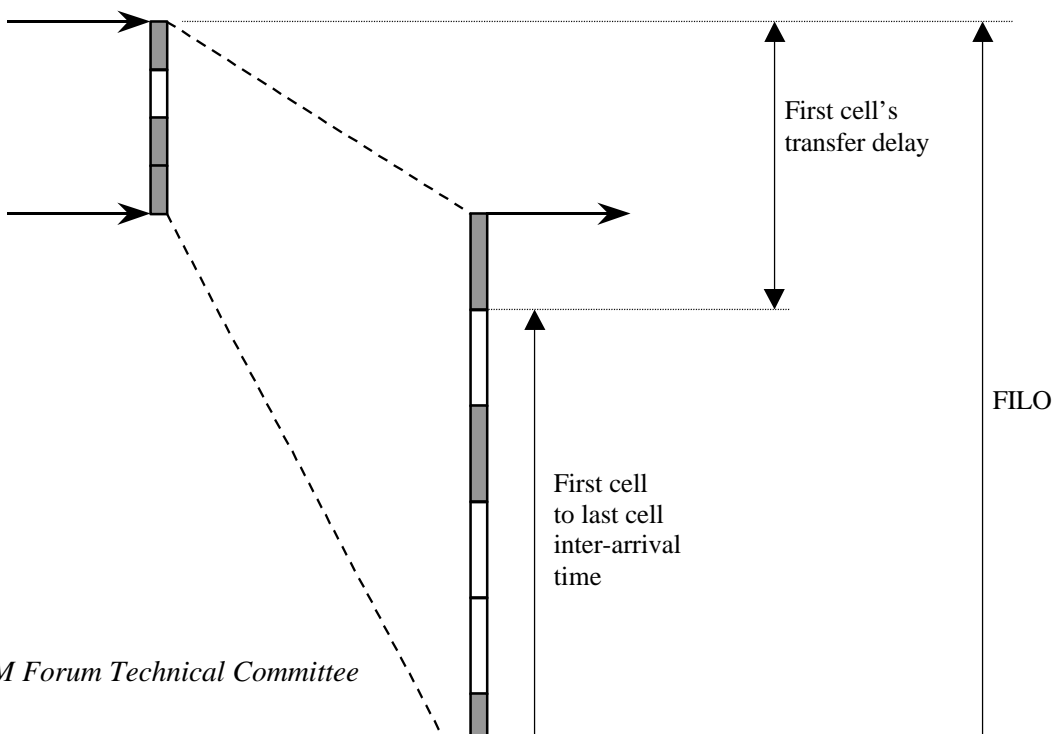 First cell’s
transfer delay
FILO
First cell
to last cell
inter-arrival
time
M Forum Technical Committee